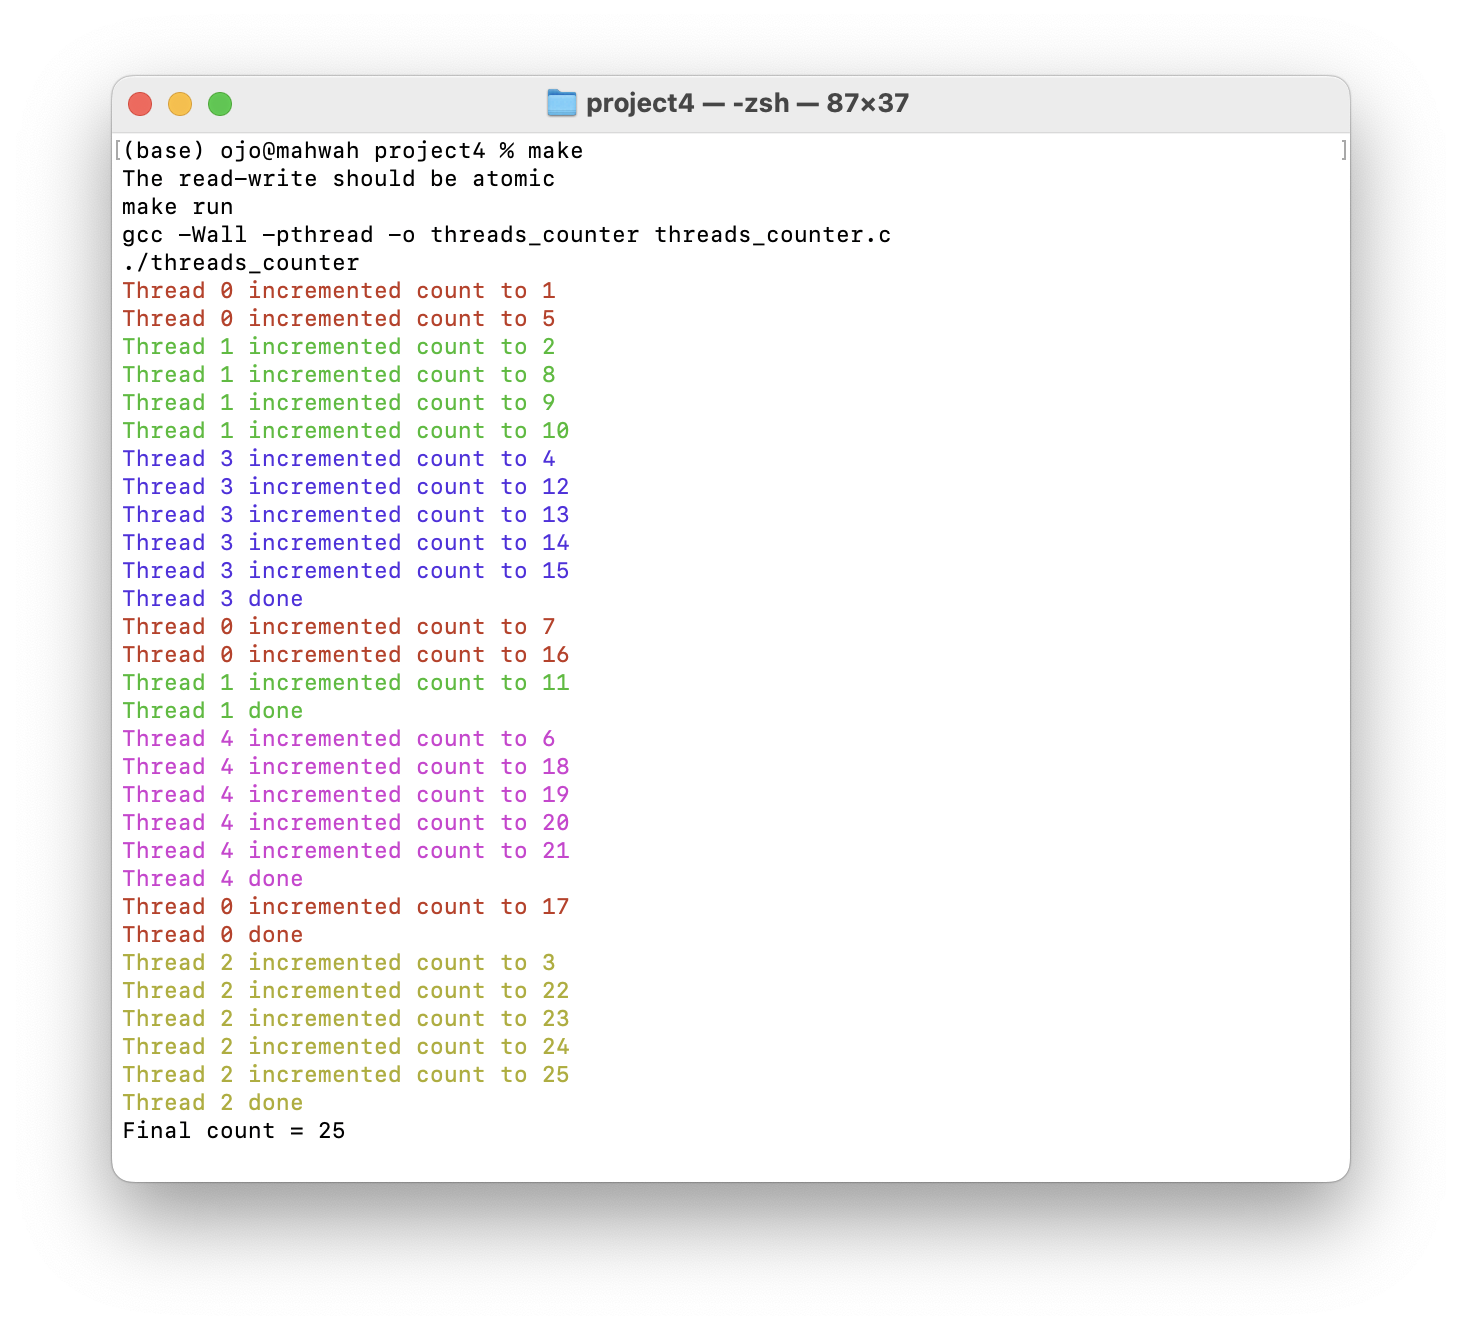 project4 — -zsh — 87×37
(base) ojo@mahwah project4 % make
The read-write should be atomic
make run
gcc -Wall -pthread -o threads_counter threads_counter.c
./threads_counter
Thread 0 incremented count to 1
Thread 0 incremented count to 5
Thread 1 incremented count to 2
Thread 1 incremented count to 8
Thread 1 incremented count to 9
Thread 1 incremented count to 10
Thread 3 incremented count to 4
Thread 3 incremented count to 12
Thread 3 incremented count to 13
Thread 3 incremented count to 14
Thread 3 incremented count to 15
Thread 3 done
Thread 0 incremented count to 7
Thread 0 incremented count to 16
Thread 1 incremented count to 11
Thread 1 done
Thread 4 incremented count to 6
Thread 4 incremented count to 18
Thread 4 incremented count to 19
Thread 4 incremented count to 20
Thread 4 incremented count to 21
Thread 4 done
Thread 0 incremented count to 17
Thread 0 done
Thread 2 incremented count to 3
Thread 2 incremented count to 22
Thread 2 incremented count to 23
Thread 2 incremented count to 24
Thread 2 incremented count to 25
Thread 2 done
Final count = 25